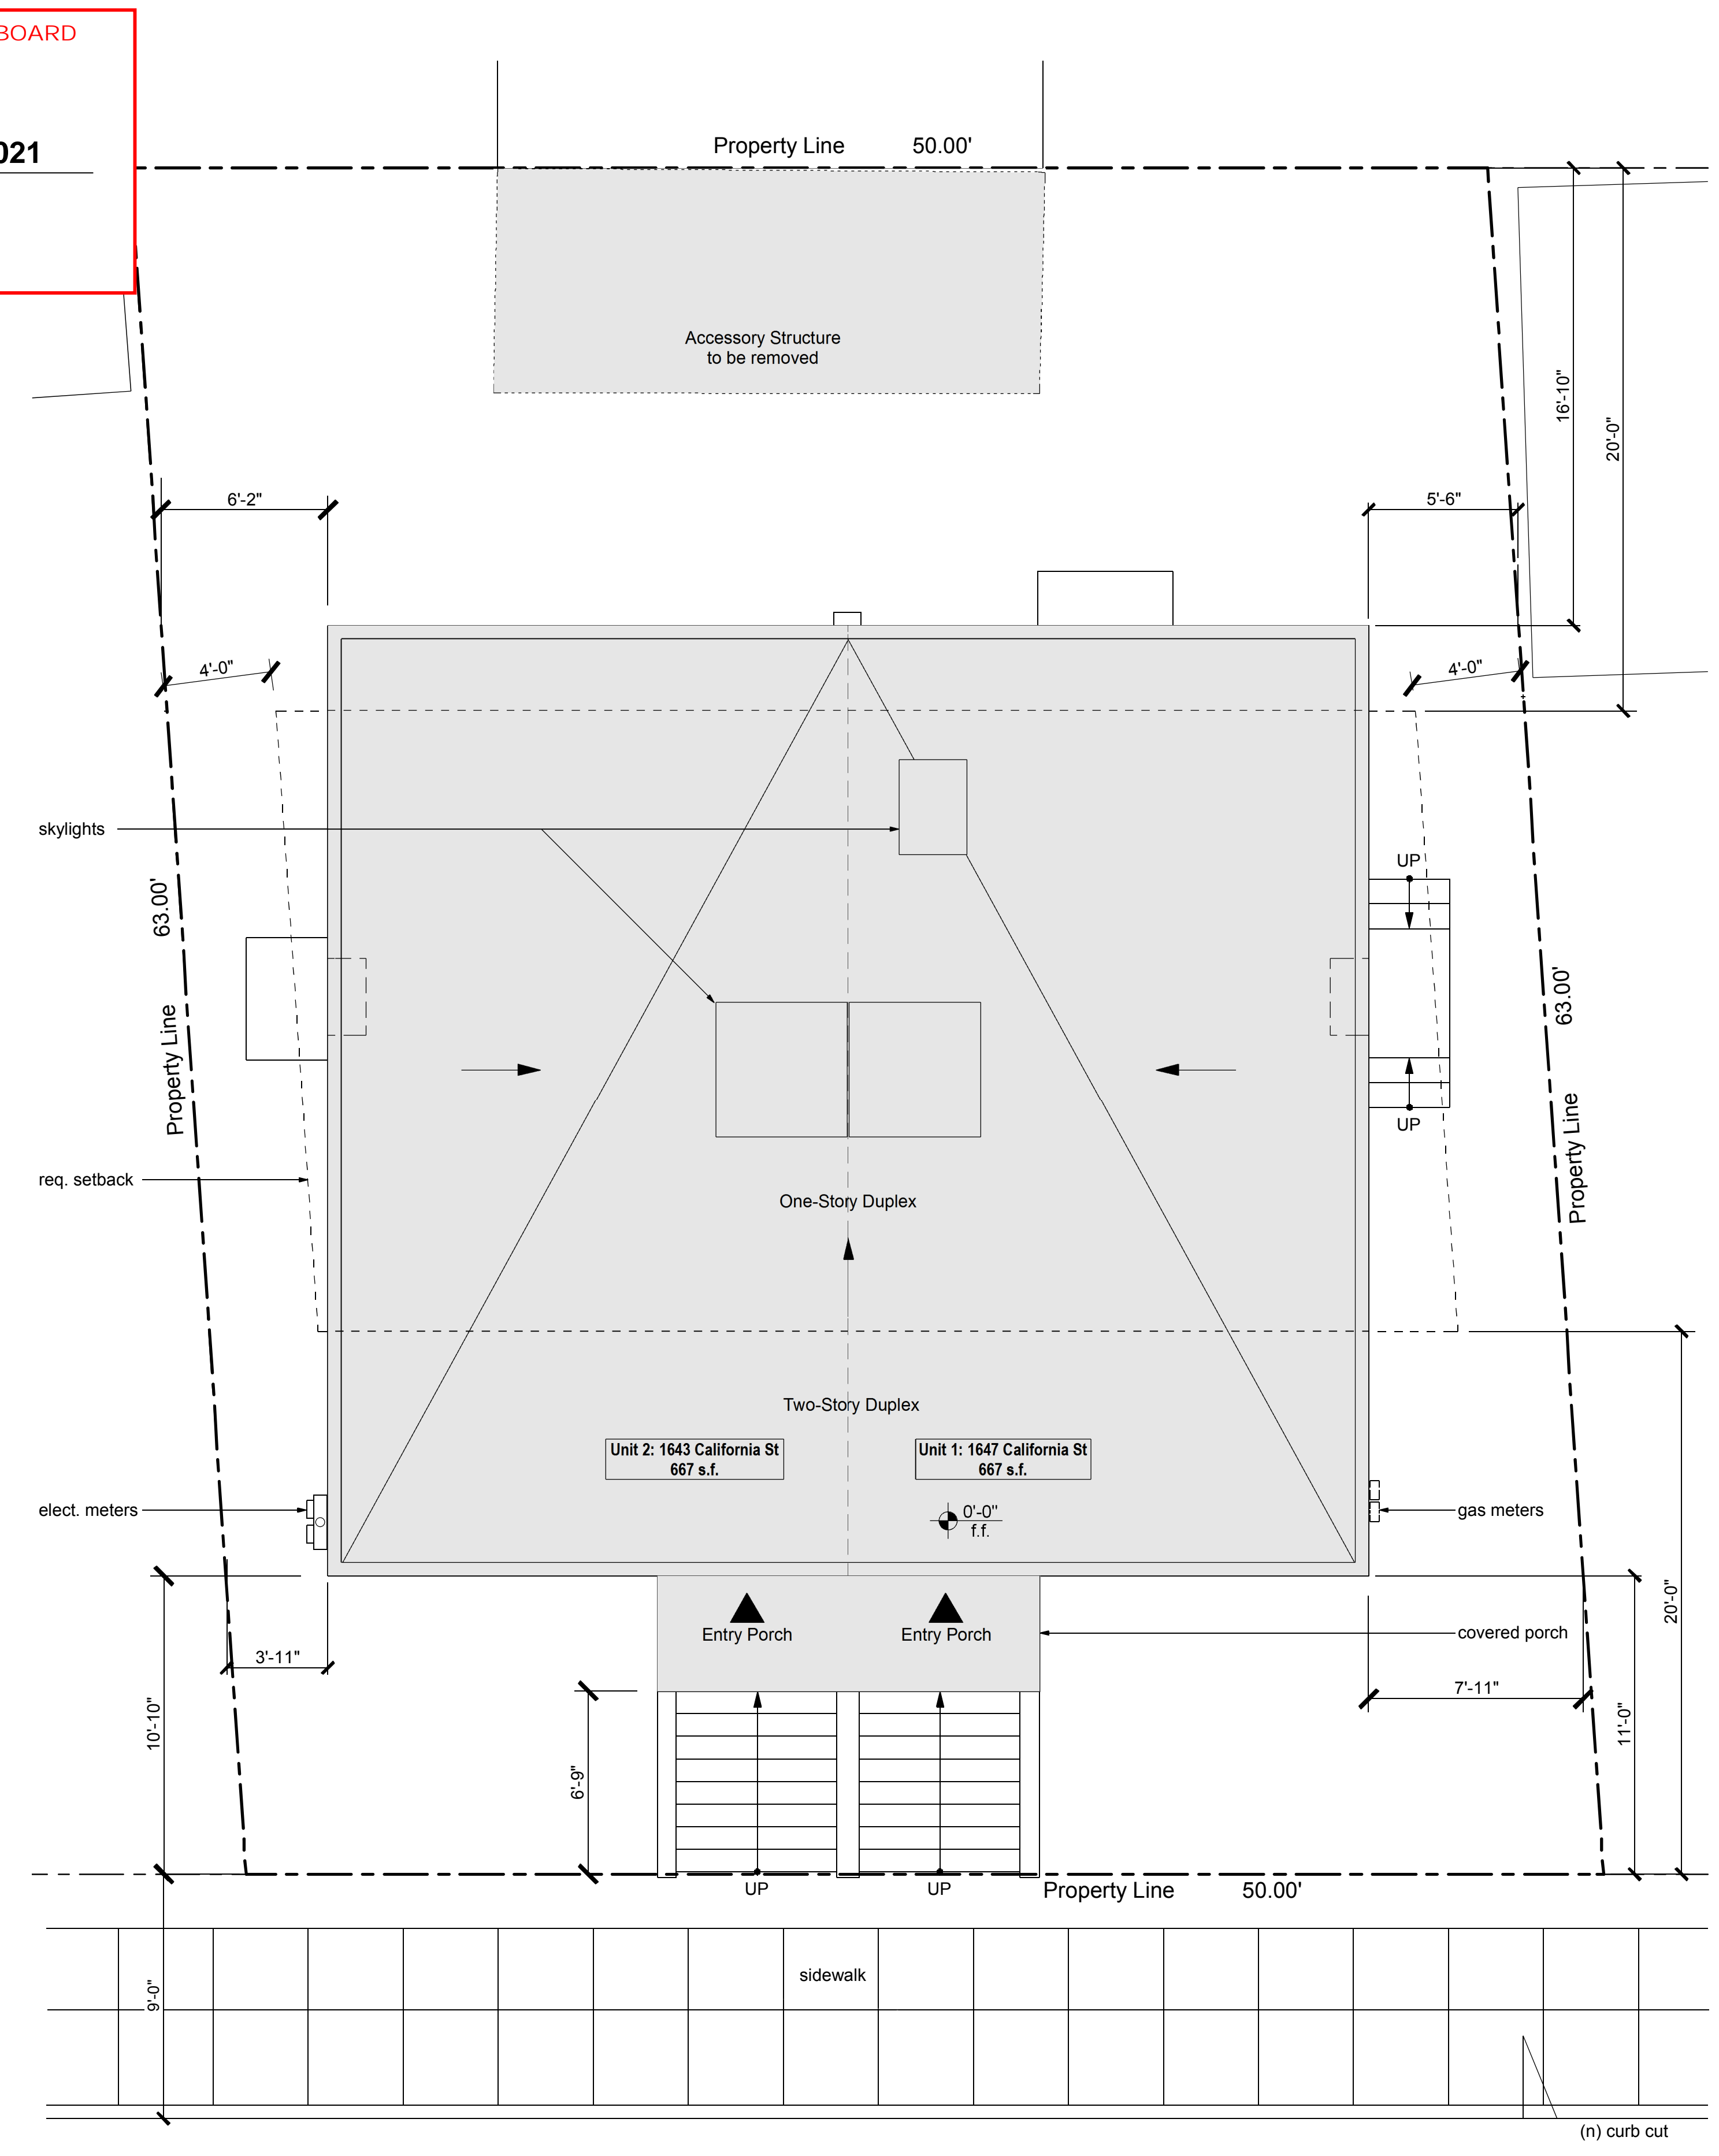 BOARD
021
Property Line 50.00'
Accessory Structure
to be removed
16'-10"
20'-0"
6'-2"
5'-6"
4'-0"
4'-0"
skylights
UP
63.00'
Property Line
63.00'
Property Line
UP
req. setback
One-Story Duplex
Two-Story Duplex
Unit 2: 1643 California St
667 s.f.
Unit 1: 1647 California St
667 s.f.
elect. meters
0'-0"
f.f.
gas meters
Entry Porch
Entry Porch
covered porch
3'-11"
7'-11"
10'-10"
6'-9"
11'-0"
20'-0"
UP
UP
Property Line 50.00'
sidewalk
9'-0"
(n) curb cut